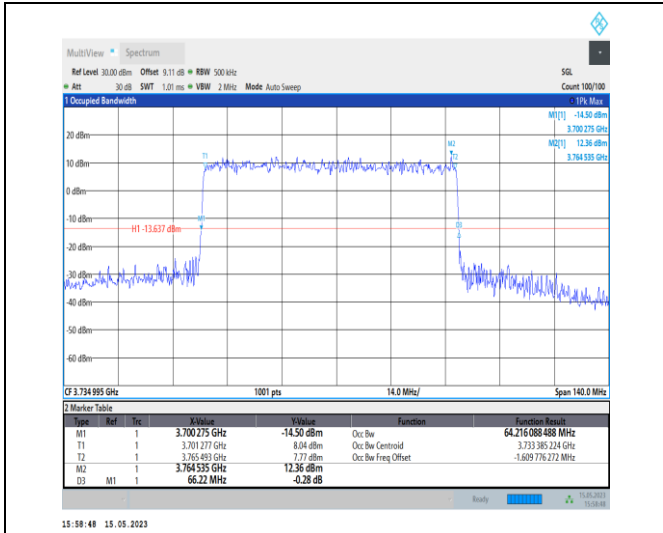 MultiView Spectrum
Ref Level 30.00 dBm Offset 9.11 dB RBW 500 kHz SGL
Att 30 dB SWT 1.01 ms VBW 2 MHz Mode Auto Sweep Count 100/100
1 Occupied Bandwidth 1Pk Max
M1[1] -14.50 dBm
3.700 275 GHz
M2[1] 12.36 dBm
3.764 535 GHz
20 dBm
M2
T1
T2
10 dBm
0 dBm
-10 dBm
M1
H1 -13.637 dBm
D3
-20 dBm
-30 dBm
-40 dBm
-50 dBm
-60 dBm
CF 3.734 995 GHz 1001 pts 14.0 MHz/ Span 140.0 MHz
2 Marker Table
Type Ref Trc X-Value Y-Value Function Function Result
M1 1 3.700 275 GHz -14.50 dBm Occ Bw 64.216 088 488 MHz
T1 1 3.701 277 GHz 8.04 dBm Occ Bw Centroid 3.733 385 224 GHz
T2 1 3.765 493 GHz 7.77 dBm Occ Bw Freq Offset -1.609 776 272 MHz
M2 1 3.764 535 GHz 12.36 dBm
D3 M1 1 66.22 MHz -0.28 dB
Ready 15.05.2023
15:58:48
15:58:48 15.05.2023